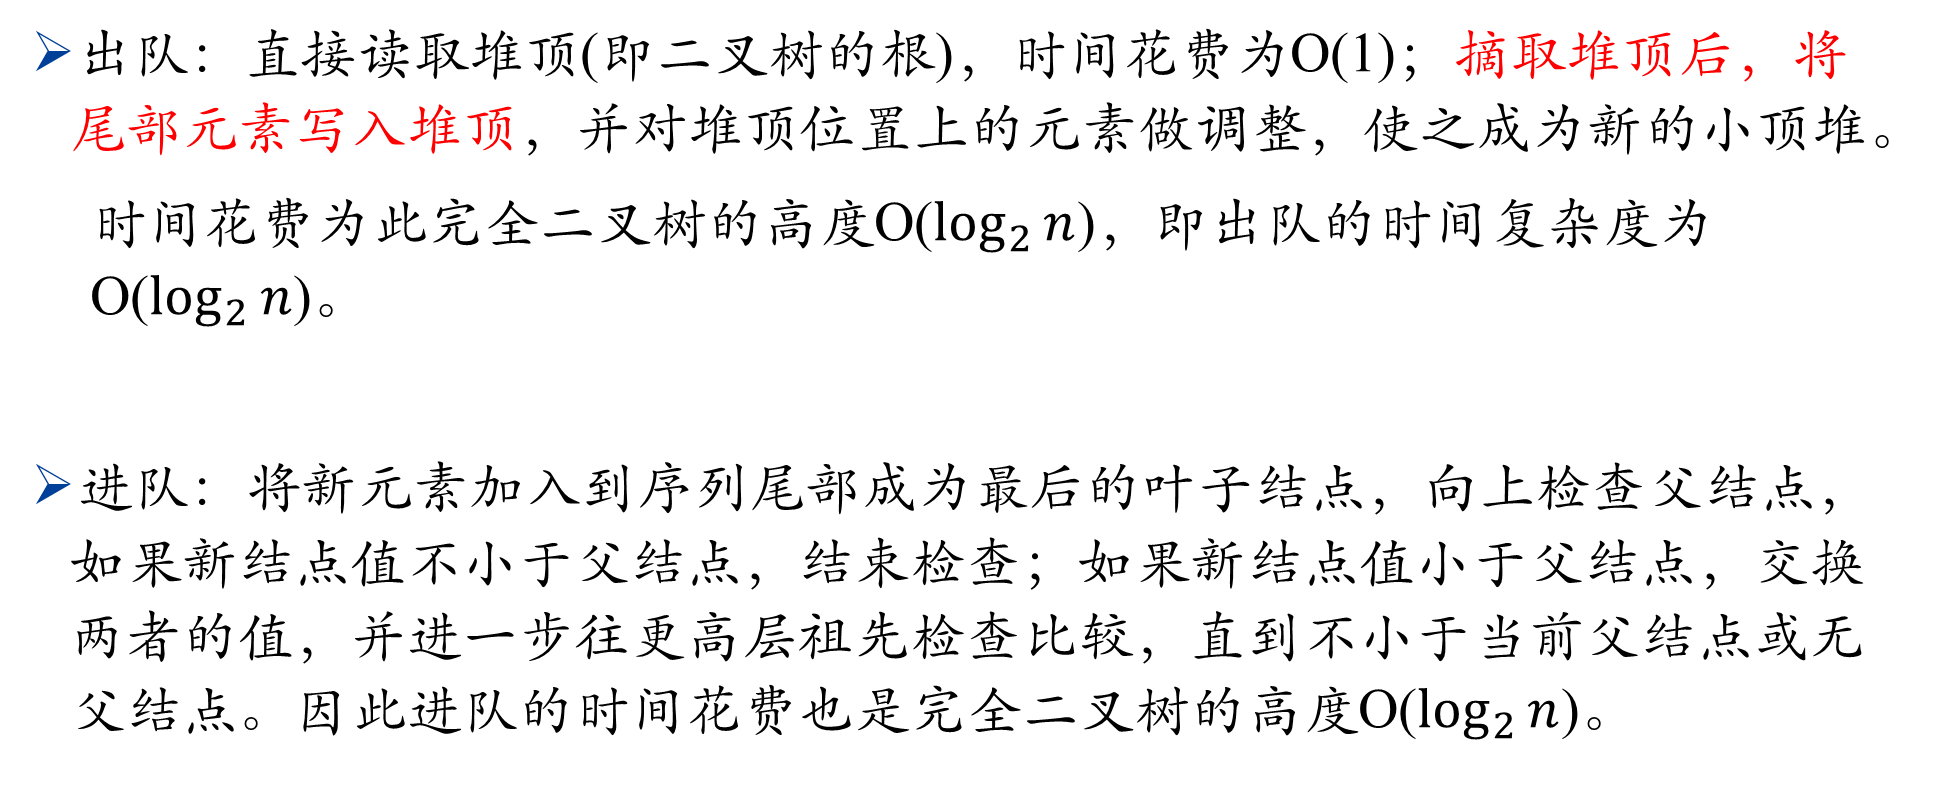 ➢出队：直接读取堆顶(即二叉树的根)，时间花费为O(1)；摘取堆顶后，将
尾部元素写入堆顶，并对堆顶位置上的元素做调整，使之成为新的小顶堆。
时间花费为此完全二叉树的高度O(log₂ n)，即出队的时间复杂度为
O(log₂ n)。
➢进队：将新元素加入到序列尾部成为最后的叶子结点，向上检查父结点，
如果新结点值不小于父结点，结束检查；如果新结点值小于父结点，交换
两者的值，并进一步往更高层祖先检查比较，直到不小于当前父结点或无
父结点。因此进队的时间花费也是完全二叉树的高度O(log₂ n)。